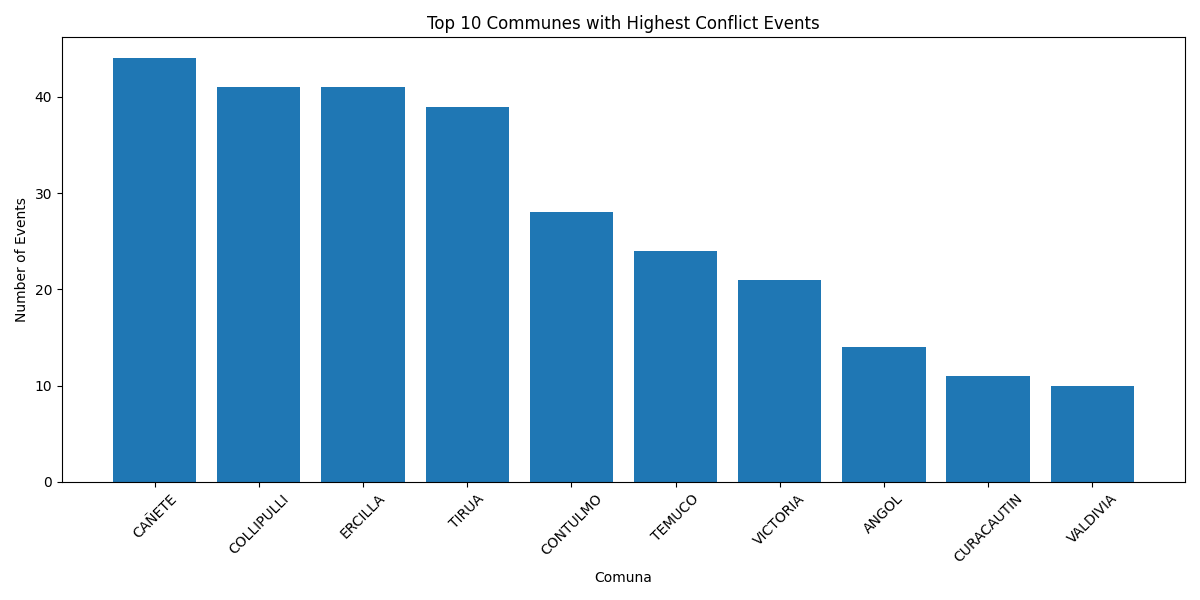 Top 10 Communes with Highest Conflict Events
Number of Events
40
30
20
10
0
CAÑETE
COLLIPULLI
ERCILLA
TIRUA
CONTULMO
TEMUCO
VICTORIA
ANGOL
CURACAUTIN
VALDIVIA
Comuna